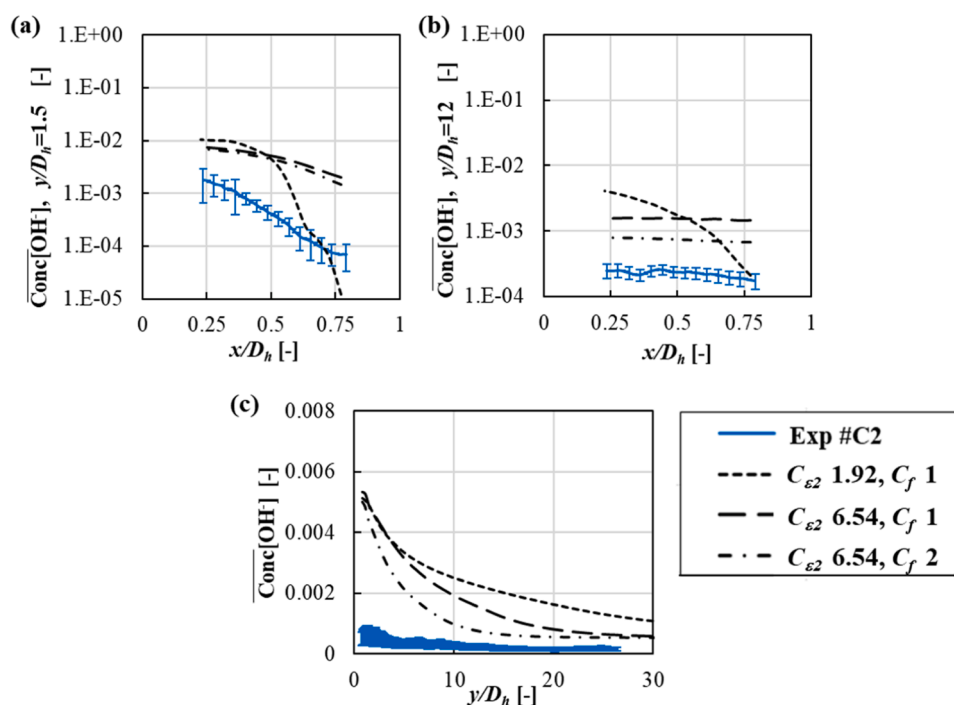 (a)
1.E+00
1.E-01
1.E-02
1.E-03
1.E-04
1.E-05
Conc[OH-], y/Dh=1.5 [-]
0 0.25 0.5 0.75 1
x/Dh [-]
(b)
1.E+00
1.E-01
1.E-02
1.E-03
1.E-04
Conc[OH-], y/Dh=12 [-]
0 0.25 0.5 0.75 1
x/Dh [-]
(c)
0.008
0.006
0.004
0.002
0
Conc[OH-] [-]
0 10 20 30
y/Dh [-]
Exp #C2
Cε2 1.92, Cf 1
Cε2 6.54, Cf 1
Cε2 6.54, Cf 2